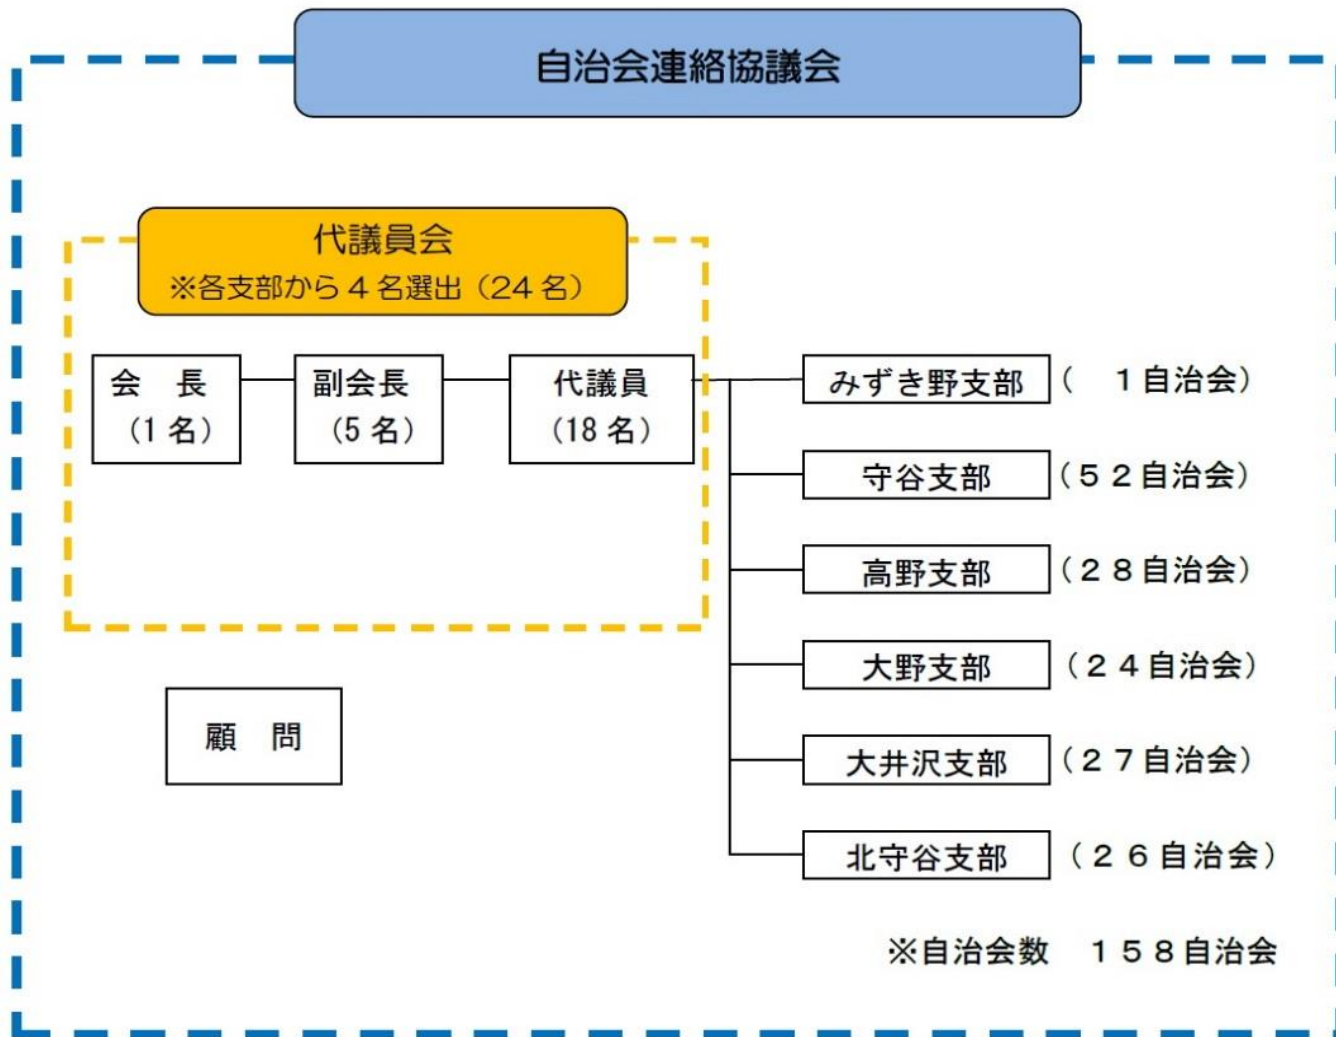 自治会連絡協議会
代議員会
※各支部から4名選出（24名）
会　長
（1名）
副会長
（5名）
代議員
（18名）
みずき野支部
（　1自治会）
守谷支部
（５２自治会）
高野支部
（２８自治会）
大野支部
（２４自治会）
大井沢支部
（２７自治会）
北守谷支部
（２６自治会）
顧　問
※自治会数　１５８自治会